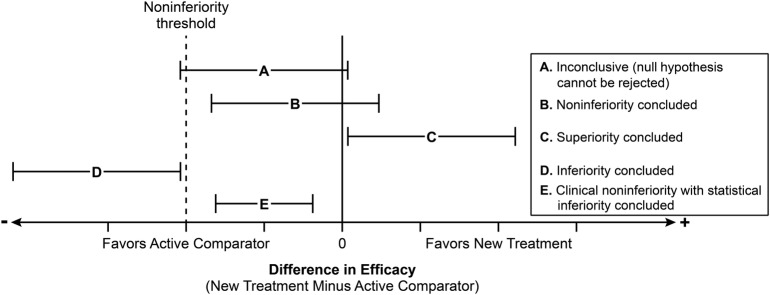 Noninferiority
threshold
A
B
C
D
E
A. Inconclusive (null hypothesis
cannot be rejected)
B. Noninferiority concluded
C. Superiority concluded
D. Inferiority concluded
E. Clinical noninferiority with statistical
inferiority concluded
- +
Favors Active Comparator 0 Favors New Treatment
Difference in Efficacy
(New Treatment Minus Active Comparator)